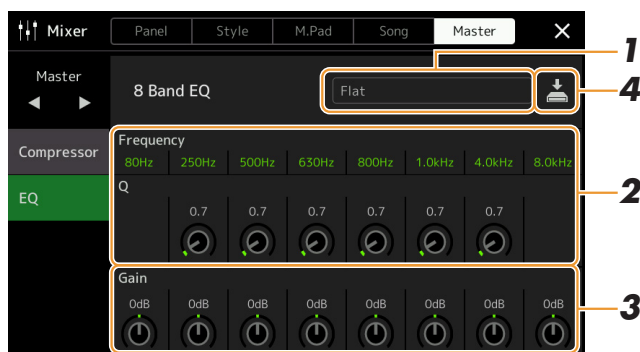 Mixer Panel Style M.Pad Song Master
1
Master
8 Band EQ Flat
4
Compressor
EQ
Frequency
80Hz 250Hz 500Hz 630Hz 800Hz 1.0kHz 4.0kHz 8.0kHz
Q
2
0.7 0.7 0.7 0.7 0.7 0.7
Gain
0dB 0dB 0dB 0dB 0dB 0dB 0dB 0dB
3